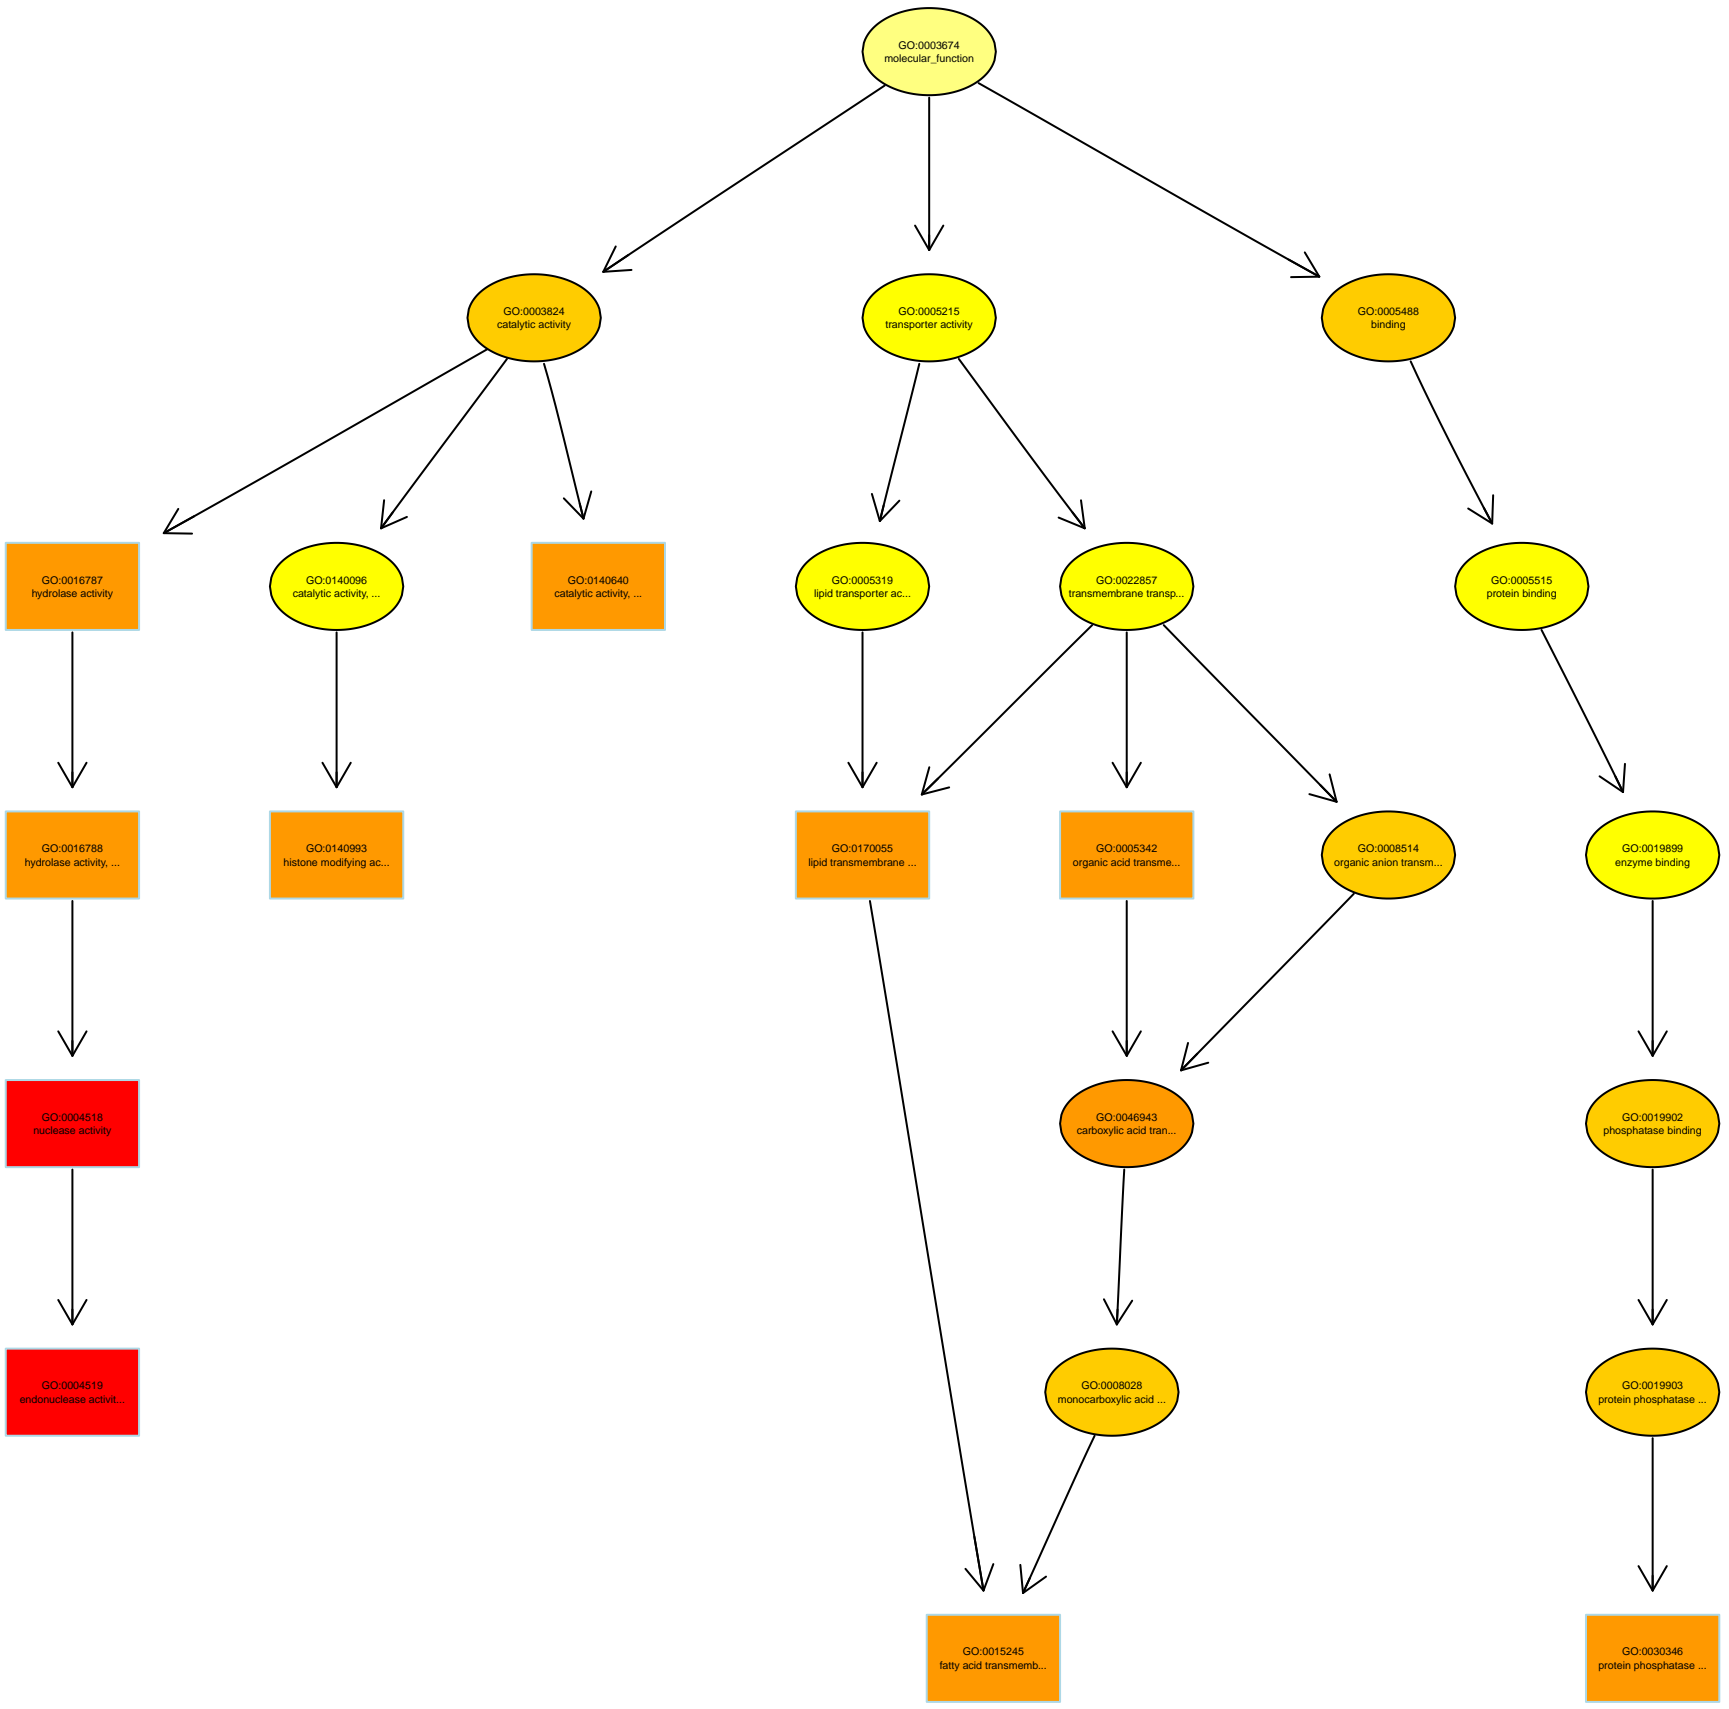 GO:0003674
molecular_function
GO:0003824
catalytic activity
GO:0005215
transporter activity
GO:0005488
binding
GO:0016787
hydrolase activity
GO:0140096
catalytic activity, ...
GO:0140640
catalytic activity, ...
GO:0005319
lipid transporter ac...
GO:0022857
transmembrane transp...
GO:0005515
protein binding
GO:0016788
hydrolase activity, ...
GO:0140993
histone modifying ac...
GO:0170055
lipid transmembrane ...
GO:0005342
organic acid transme...
GO:0008514
organic anion transm...
GO:0019899
enzyme binding
GO:0004518
nuclease activity
GO:0046943
carboxylic acid tran...
GO:0019902
phosphatase binding
GO:0004519
endonuclease activit...
GO:0008028
monocarboxylic acid ...
GO:0019903
protein phosphatase ...
GO:0015245
fatty acid transmemb...
GO:0030346
protein phosphatase ...